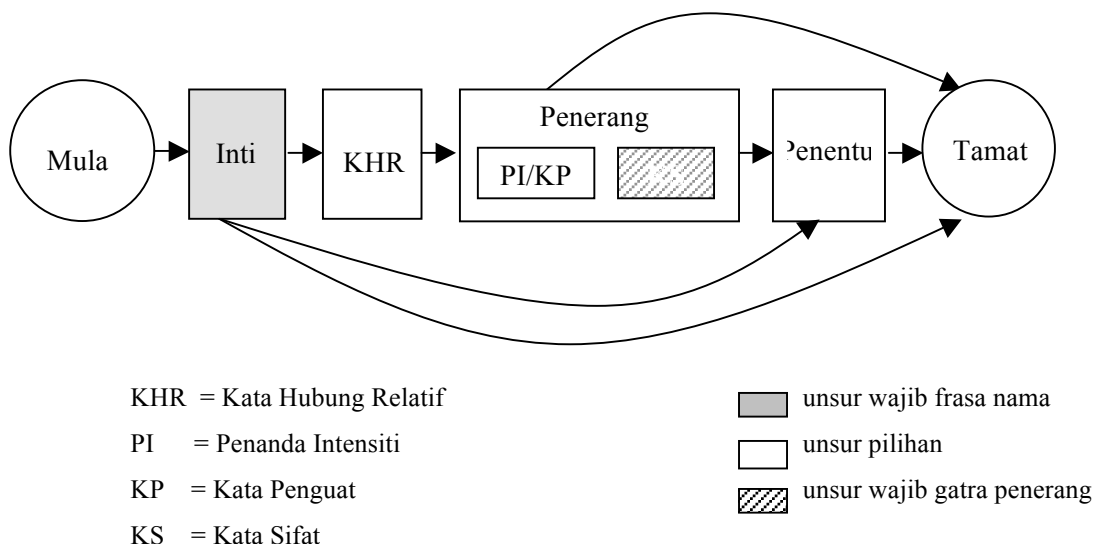 Penerang
Mula
Inti
KHR
PI/KP
Penentu
Tamat
KHR = Kata Hubung Relatif
PI = Penanda Intensiti
KP = Kata Penguat
KS = Kata Sifat
unsur wajib frasa nama
unsur pilihan
unsur wajib gatra penerang